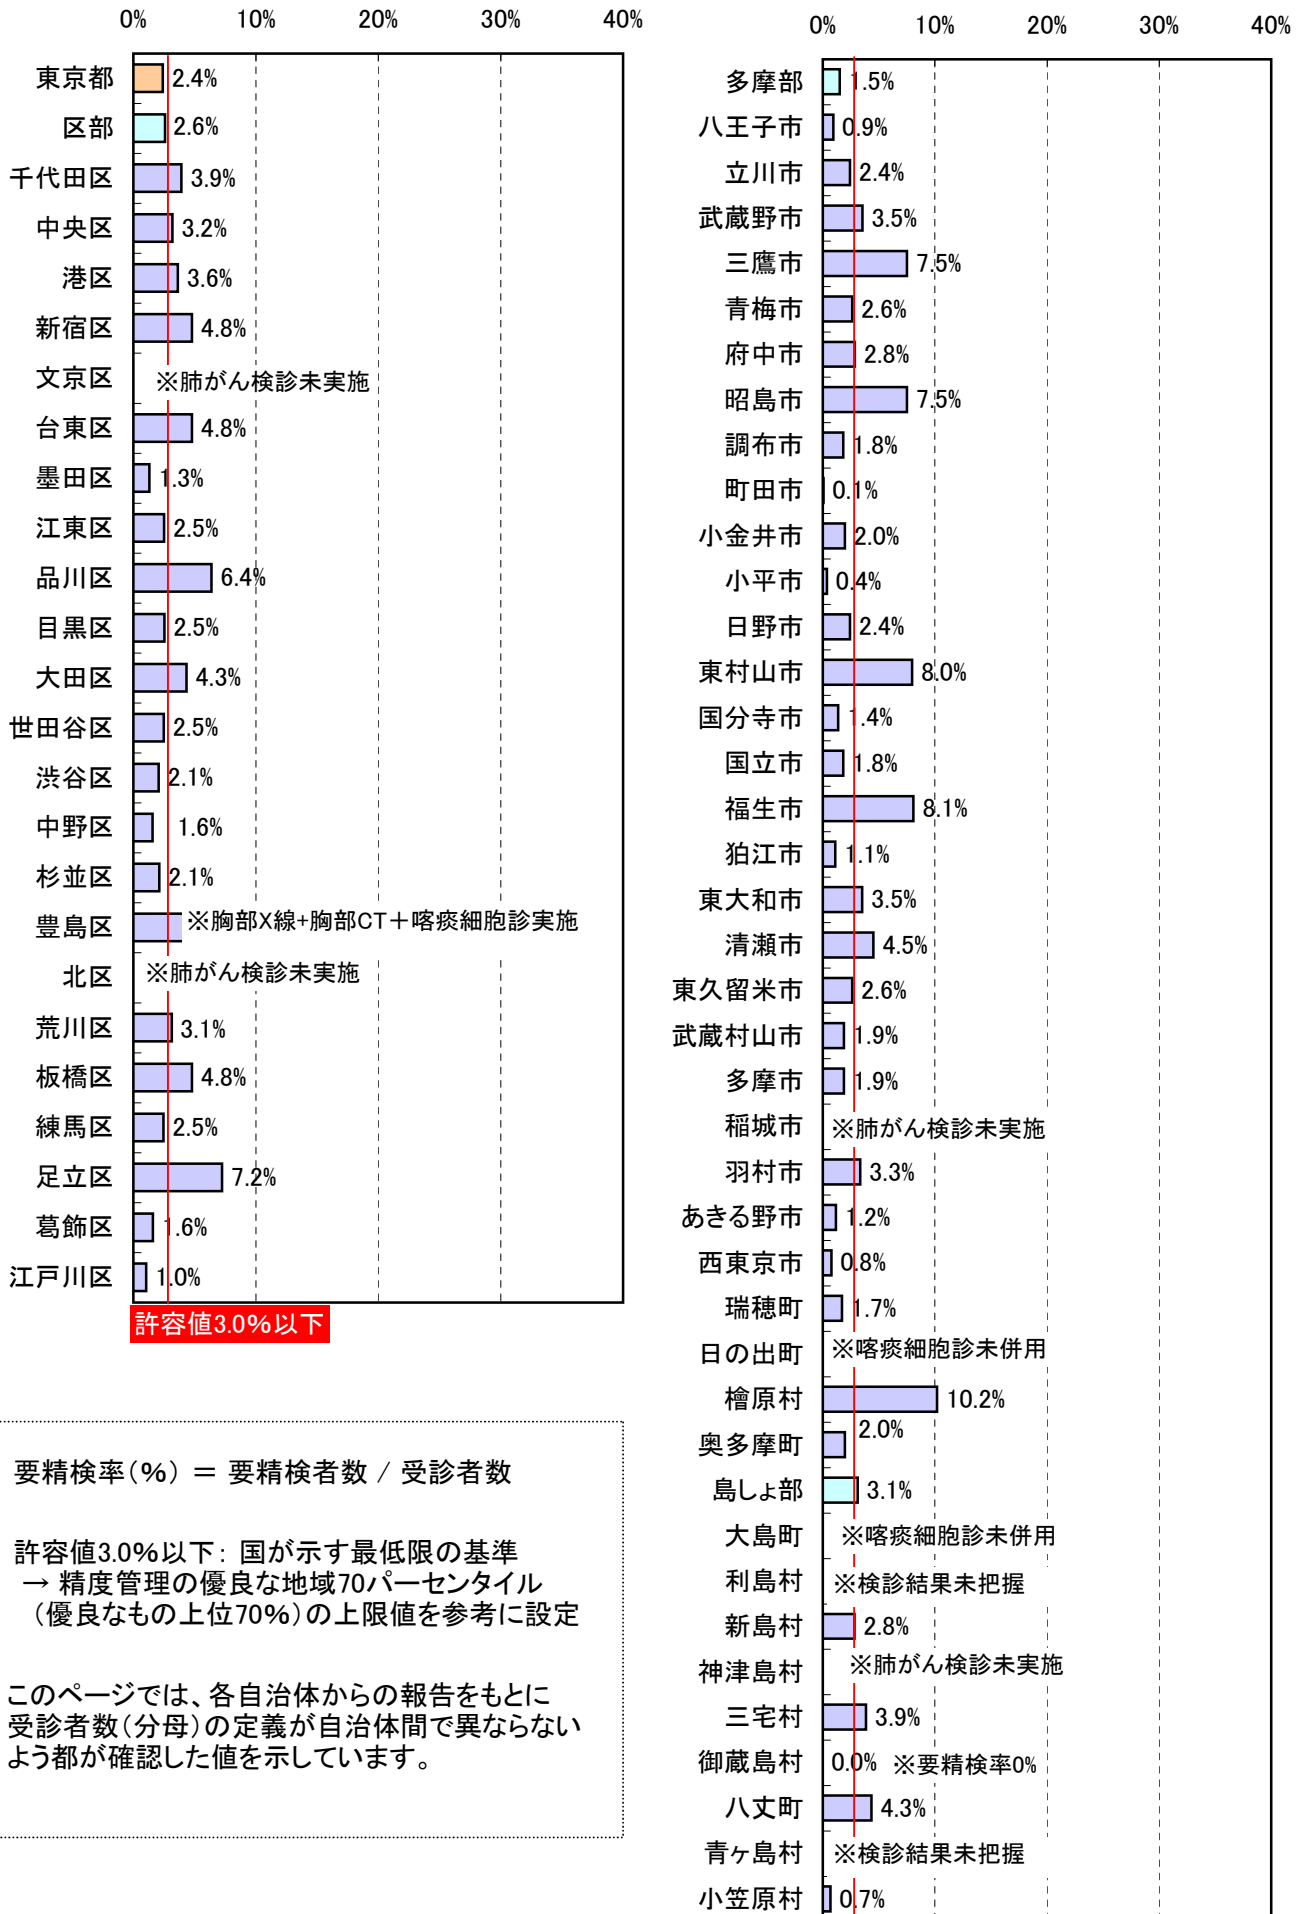 0% 10% 20% 30% 40%
東京都 2.4%
区部 2.6%
千代田区 3.9%
中央区 3.2%
港区 3.6%
新宿区 4.8%
文京区 ※肺がん検診未実施
台東区 4.8%
墨田区 1.3%
江東区 2.5%
品川区 6.4%
目黒区 2.5%
大田区 4.3%
世田谷区 2.5%
渋谷区 2.1%
中野区 1.6%
杉並区 2.1%
豊島区 ※胸部X線+胸部CT＋喀痰細胞診実施
北区 ※肺がん検診未実施
荒川区 3.1%
板橋区 4.8%
練馬区 2.5%
足立区 7.2%
葛飾区 1.6%
江戸川区 1.0%
許容値3.0%以下
要精検率(%) ＝ 要精検者数 / 受診者数
許容値3.0%以下： 国が示す最低限の基準
→ 精度管理の優良な地域70パーセンタイル
（優良なもの上位70%）の上限値を参考に設定
このページでは、各自治体からの報告をもとに
受診者数（分母）の定義が自治体間で異ならない
よう都が確認した値を示しています。
0% 10% 20% 30% 40%
多摩部 1.5%
八王子市 0.9%
立川市 2.4%
武蔵野市 3.5%
三鷹市 7.5%
青梅市 2.6%
府中市 2.8%
昭島市 7.5%
調布市 1.8%
町田市 0.1%
小金井市 2.0%
小平市 0.4%
日野市 2.4%
東村山市 8.0%
国分寺市 1.4%
国立市 1.8%
福生市 8.1%
狛江市 1.1%
東大和市 3.5%
清瀬市 4.5%
東久留米市 2.6%
武蔵村山市 1.9%
多摩市 1.9%
稲城市 ※肺がん検診未実施
羽村市 3.3%
あきる野市 1.2%
西東京市 0.8%
瑞穂町 1.7%
日の出町 ※喀痰細胞診未併用
檜原村 10.2%
奥多摩町 2.0%
島しょ部 3.1%
大島町 ※喀痰細胞診未併用
利島村 ※検診結果未把握
新島村 2.8%
神津島村 ※肺がん検診未実施
三宅村 3.9%
御蔵島村 0.0% ※要精検率0%
八丈町 4.3%
青ヶ島村 ※検診結果未把握
小笠原村 0.7%